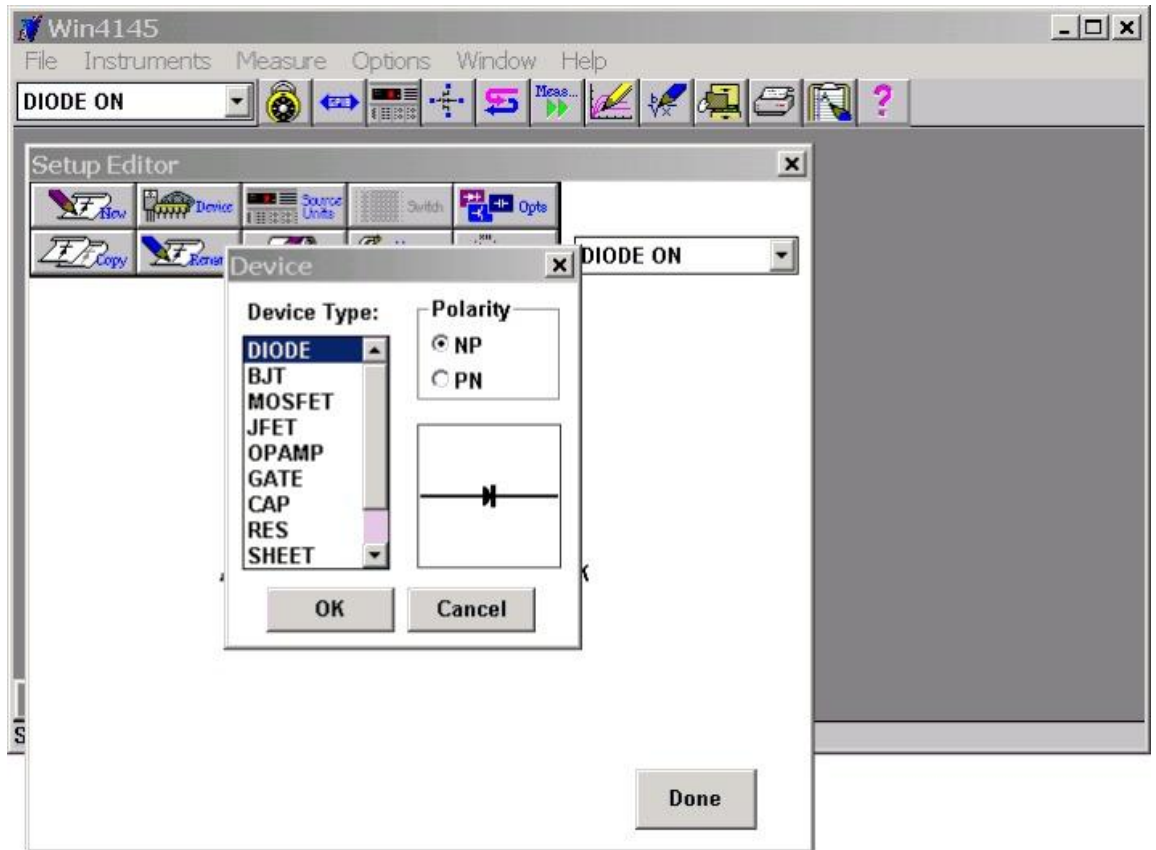 Win4145
File Instruments Measure Options Window Help
DIODE ON
Meas...
Setup Editor
New Device Source Units Switch Opts
Copy
DIODE ON
Device
Device Type:
Polarity
DIODE
BJT
MOSFET
JFET
OPAMP
GATE
CAP
RES
SHEET
NP
PN
OK Cancel
Done